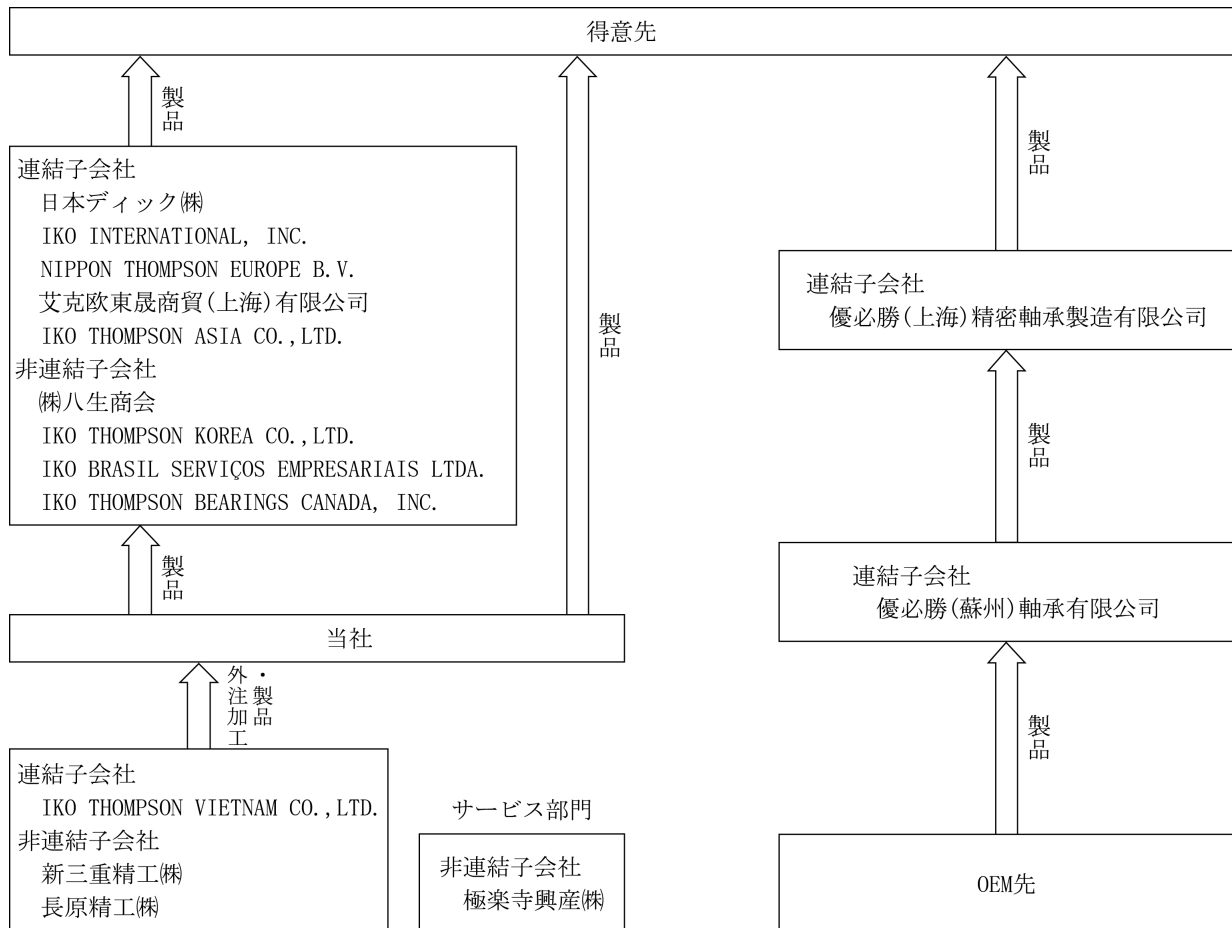 得意先
製品
連結子会社
日本ディック㈱
IKO INTERNATIONAL, INC.
NIPPON THOMPSON EUROPE B.V.
艾克欧東晟商貿(上海)有限公司
IKO THOMPSON ASIA CO.,LTD.
非連結子会社
㈱八生商会
IKO THOMPSON KOREA CO.,LTD.
IKO BRASIL SERVIÇOS EMPRESARIAIS LTDA.
IKO THOMPSON BEARINGS CANADA, INC.
製品
製品
当社
外注加工
・製品
連結子会社
IKO THOMPSON VIETNAM CO.,LTD.
非連結子会社
新三重精工㈱
長原精工㈱
サービス部門
非連結子会社
極楽寺興産㈱
製品
連結子会社
優必勝(上海)精密軸承製造有限公司
製品
連結子会社
優必勝(蘇州)軸承有限公司
製品
OEM先